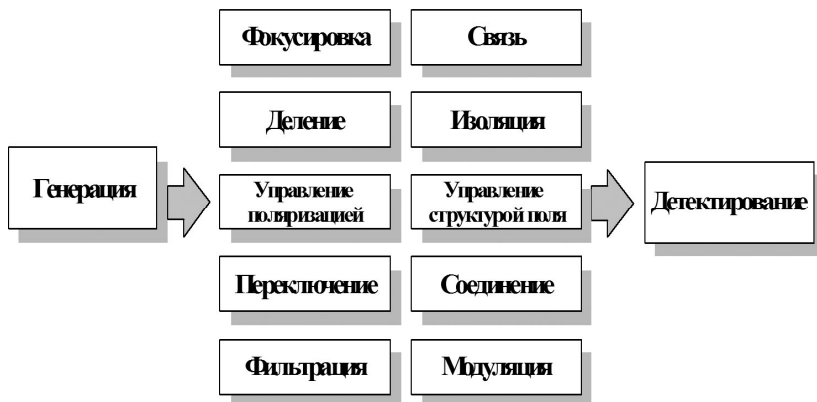 Фокусировка
Связь
Деление
Изоляция
Генерация
Управление
поляризацией
Управление
структурой поля
Детектирование
Переключение
Соединение
Фильтрация
Модуляция